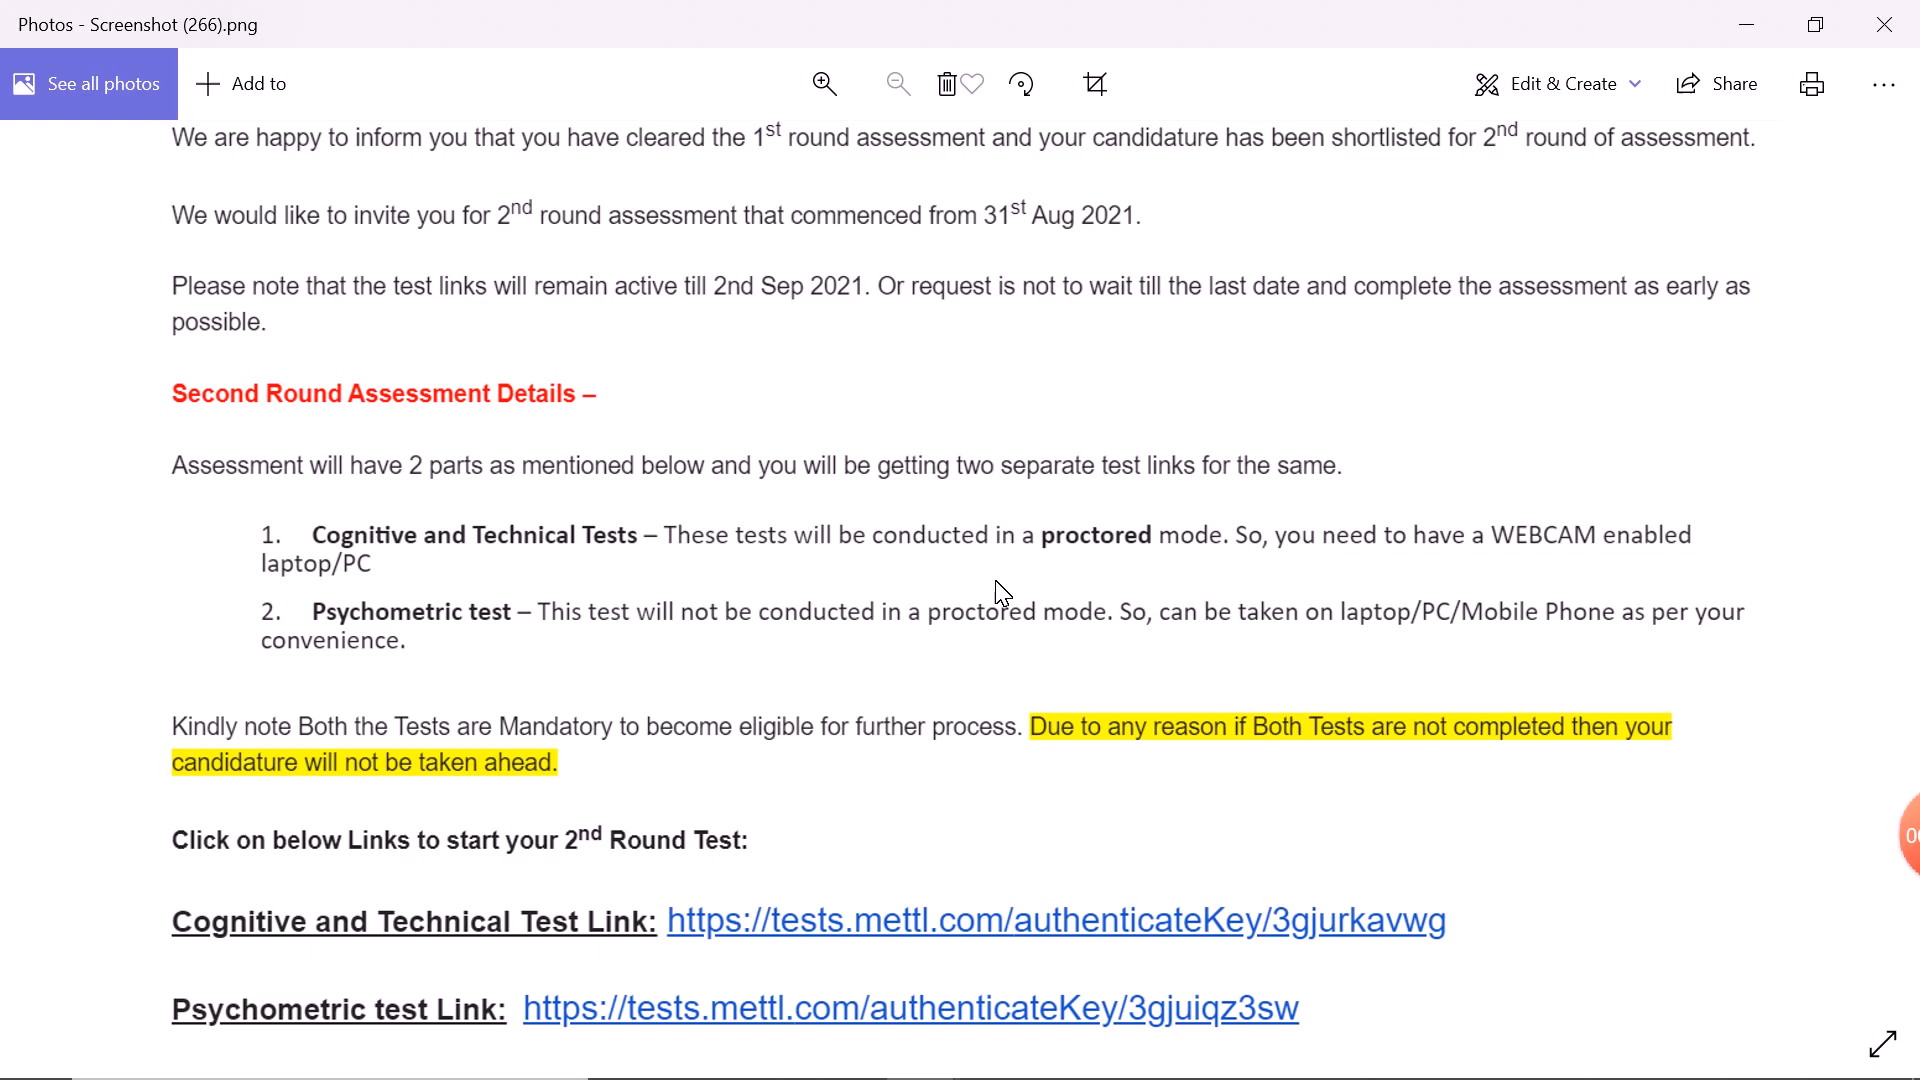 Photos - Screenshot (266).png
See all photos
Add to
Edit & Create
Share
We are happy to inform you that you have cleared the 1st round assessment and your candidature has been shortlisted for 2nd round of assessment.
We would like to invite you for 2nd round assessment that commenced from 31st Aug 2021.
Please note that the test links will remain active till 2nd Sep 2021. Or request is not to wait till the last date and complete the assessment as early as
possible.
Second Round Assessment Details –
Assessment will have 2 parts as mentioned below and you will be getting two separate test links for the same.
1. Cognitive and Technical Tests – These tests will be conducted in a proctored mode. So, you need to have a WEBCAM enabled
laptop/PC
2. Psychometric test – This test will not be conducted in a proctored mode. So, can be taken on laptop/PC/Mobile Phone as per your
convenience.
Kindly note Both the Tests are Mandatory to become eligible for further process. Due to any reason if Both Tests are not completed then your
candidature will not be taken ahead.
Click on below Links to start your 2nd Round Test:
Cognitive and Technical Test Link: https://tests.mettl.com/authenticateKey/3gjurkavwg
Psychometric test Link: https://tests.mettl.com/authenticateKey/3gjuiqz3sw